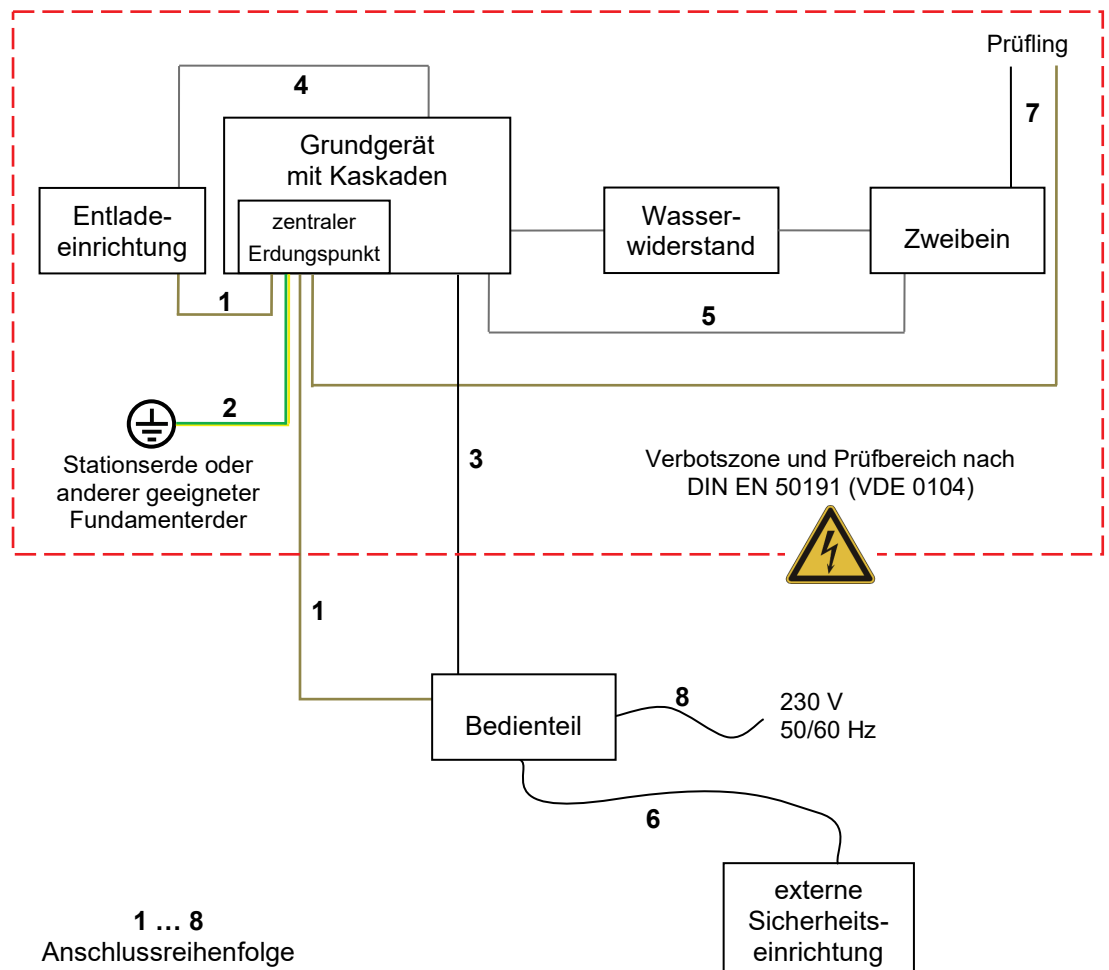 Prüfling
4
7
Grundgerät
mit Kaskaden
Entlade-
einrichtung
zentraler
Erdungspunkt
Wasser-
widerstand
Zweibein
1
5
2
Stationserde oder
anderer geeigneter
Fundamenterder
3
Verbotszone und Prüfbereich nach
DIN EN 50191 (VDE 0104)
1
Bedienteil
8
230 V
50/60 Hz
6
externe
Sicherheits-
einrichtung
1 … 8
Anschlussreihenfolge